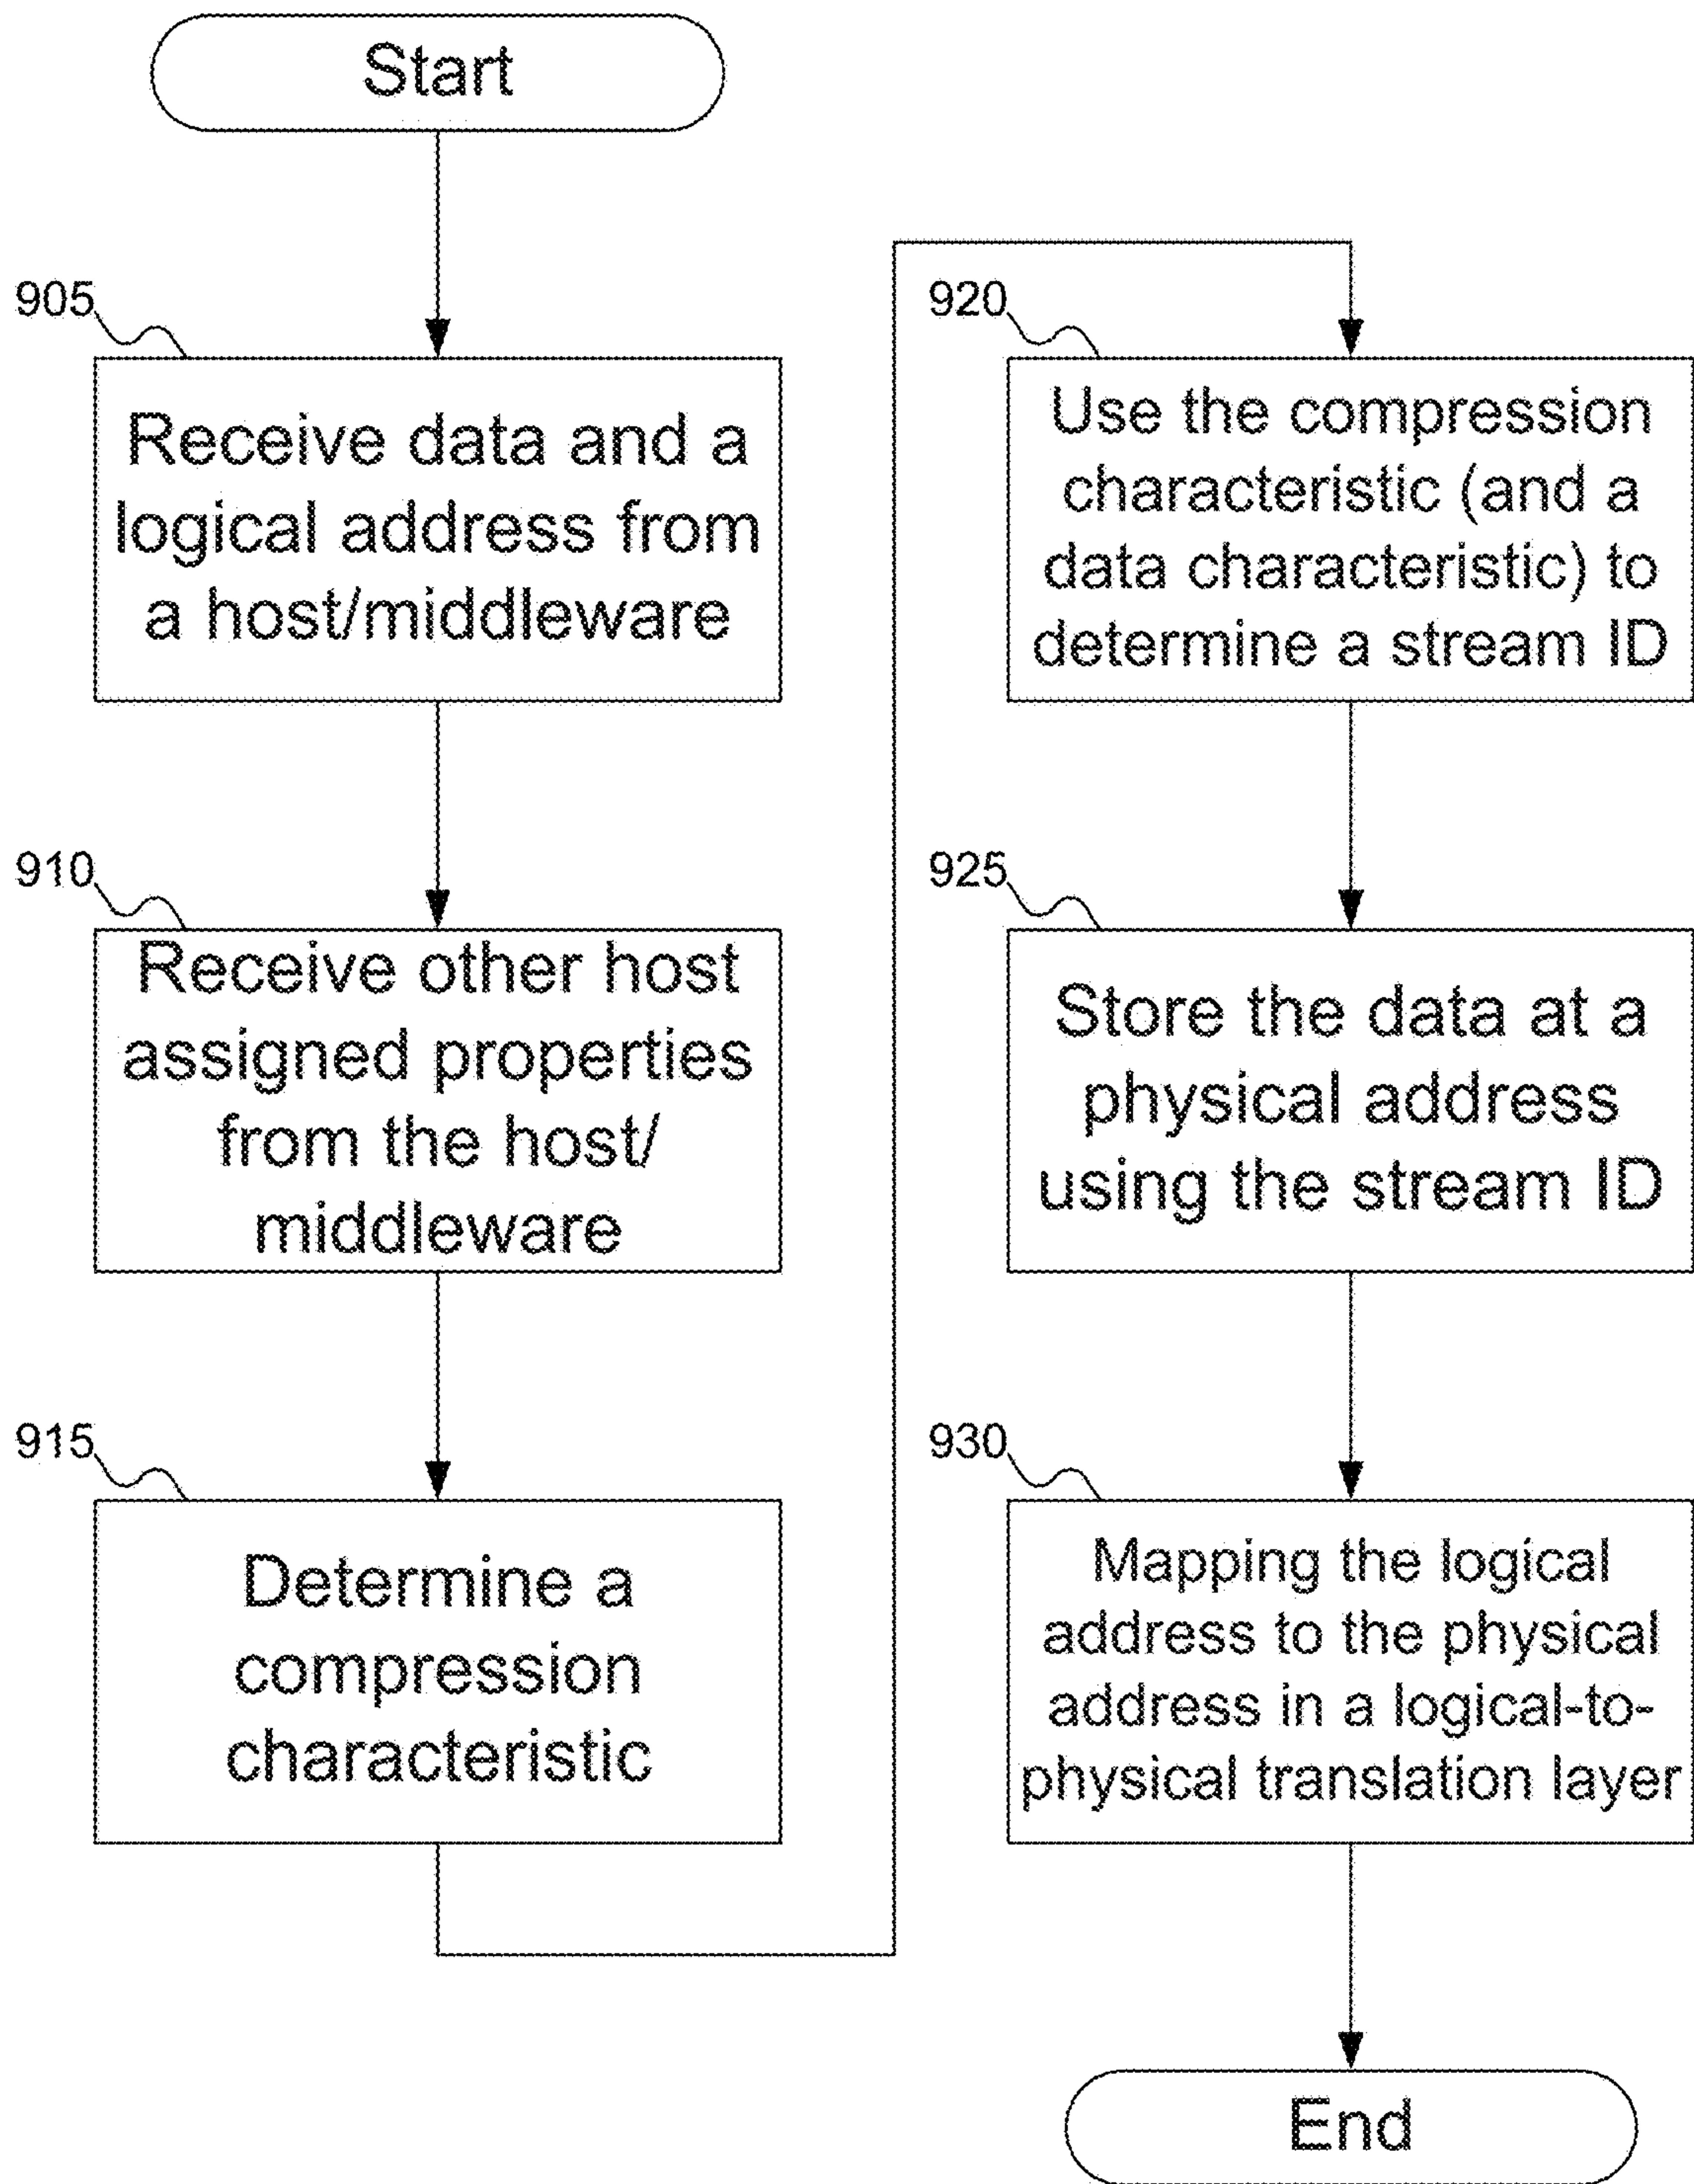 Start
905
Receive data and a
logical address from
a host/middleware
910
Receive other host
assigned properties
from the host/
middleware
915
Determine a
compression
characteristic
920
Use the compression
characteristic (and a
data characteristic) to
determine a stream ID
925
Store the data at a
physical address
using the stream ID
930
Mapping the logical
address to the physical
address in a logical-to-
physical translation layer
End